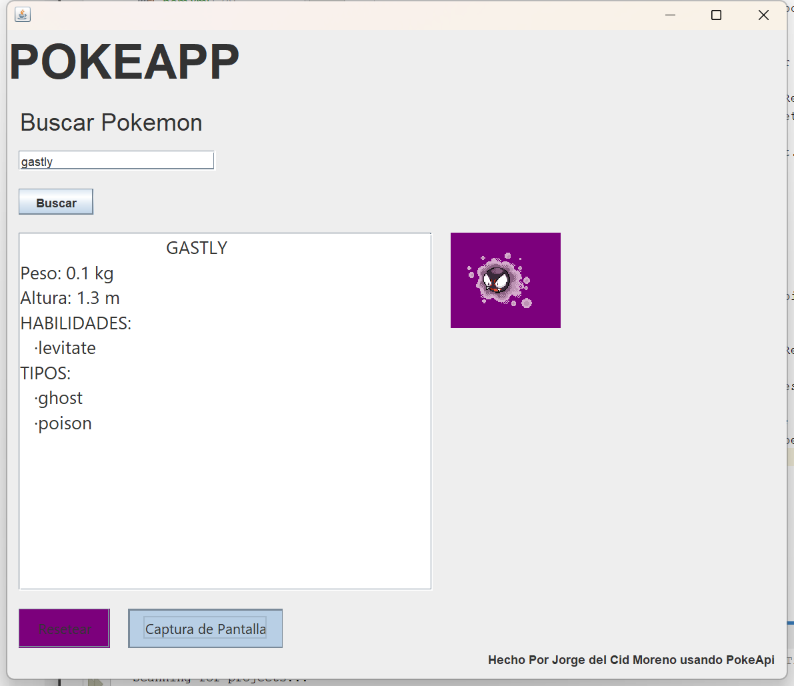 POKEAPP
Buscar Pokemon
gastly
Buscar
GASTLY
Peso: 0.1 kg
Altura: 1.3 m
HABILIDADES:
·levitate
TIPOS:
·ghost
·poison
Captura de Pantalla
Hecho Por Jorge del Cid Moreno usando PokeApi